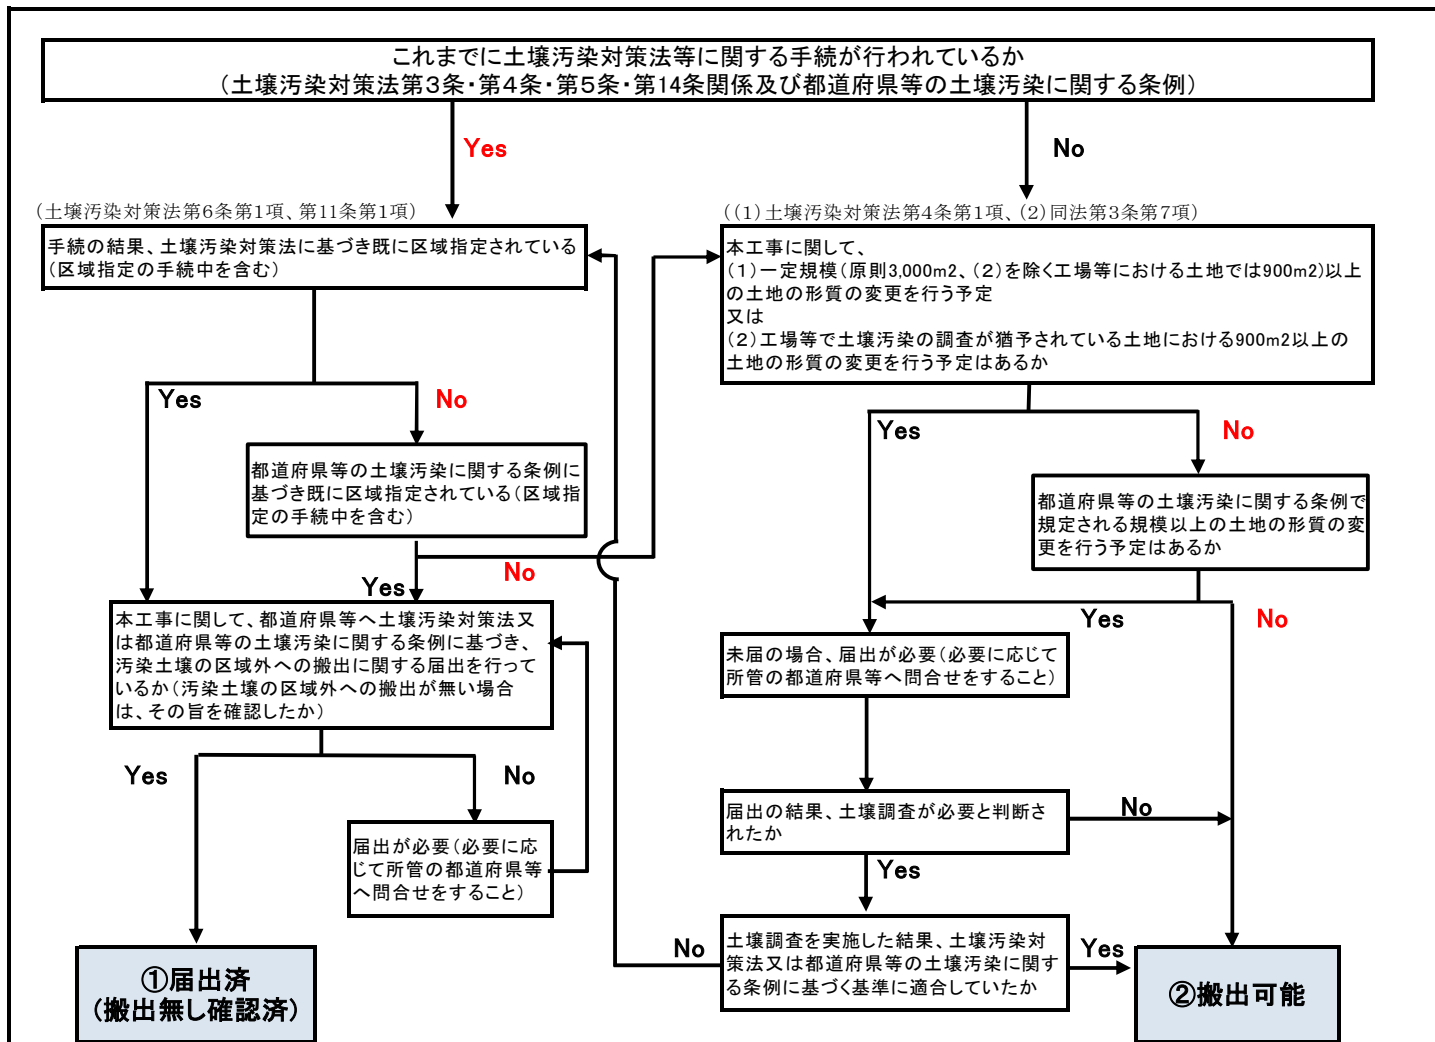 これまでに土壌汚染対策法等に関する手続が行われているか
(土壌汚染対策法第3条・第4条・第5条・第14条関係及び都道府県等の土壌汚染に関する条例)
Yes
No
(土壌汚染対策法第6条第1項、第11条第1項)
手続の結果、土壌汚染対策法に基づき既に区域指定されている
(区域指定の手続中を含む)
Yes
No
都道府県等の土壌汚染に関する条例に
基づき既に区域指定されている(区域指
定の手続中を含む)
Yes
No
本工事に関して、都道府県等へ土壌汚染対策法又
は都道府県等の土壌汚染に関する条例に基づき、
汚染土壌の区域外への搬出に関する届出を行って
いるか(汚染土壌の区域外への搬出が無い場合
は、その旨を確認したか)
Yes
No
届出が必要(必要に応
じて所管の都道府県等
へ問合せをすること)
①届出済
(搬出無し確認済)
((1)土壌汚染対策法第4条第1項、(2)同法第3条第7項)
本工事に関して、
(1)一定規模(原則3,000m2、(2)を除く工場等における土地では900m2)以上
の土地の形質の変更を行う予定
又は
(2)工場等で土壌汚染の調査が猶予されている土地における900m2以上の
土地の形質の変更を行う予定はあるか
Yes
No
都道府県等の土壌汚染に関する条例で
規定される規模以上の土地の形質の変
更を行う予定はあるか
Yes
No
未届の場合、届出が必要(必要に応じて
所管の都道府県等へ問合せをすること)
届出の結果、土壌調査が必要と判断さ
れたか
No
Yes
土壌調査を実施した結果、土壌汚染対
策法又は都道府県等の土壌汚染に関す
る条例に基づく基準に適合していたか
No
Yes
②搬出可能